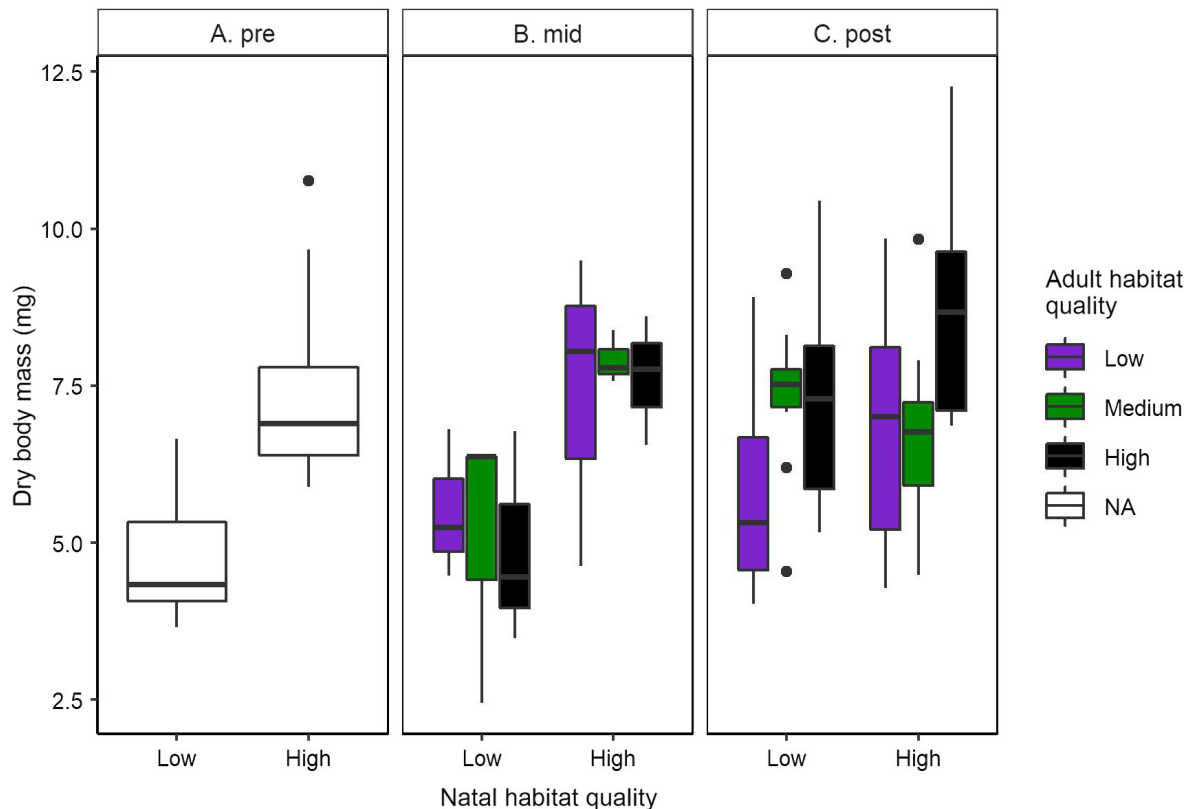 A. pre
B. mid
C. post
12.5
10.0
7.5
5.0
2.5
Dry body mass (mg)
Low
High
Low
High
Low
High
Natal habitat quality
Adult habitat
quality
Low
Medium
High
NA